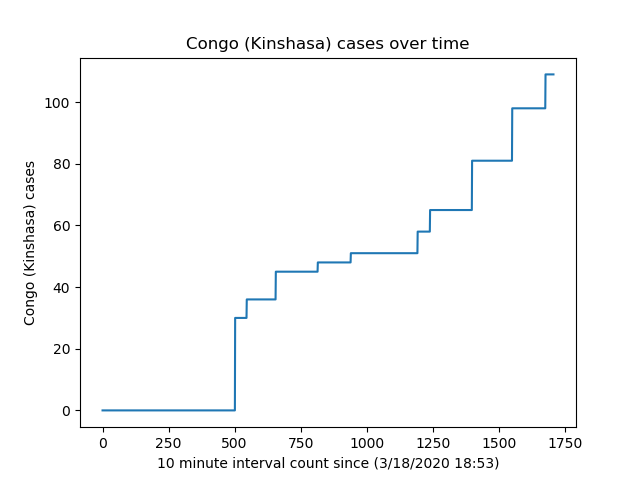 Congo (Kinshasa) cases over time
Congo (Kinshasa) cases
100
80
60
40
20
0
0 250 500 750 1000 1250 1500 1750
10 minute interval count since (3/18/2020 18:53)